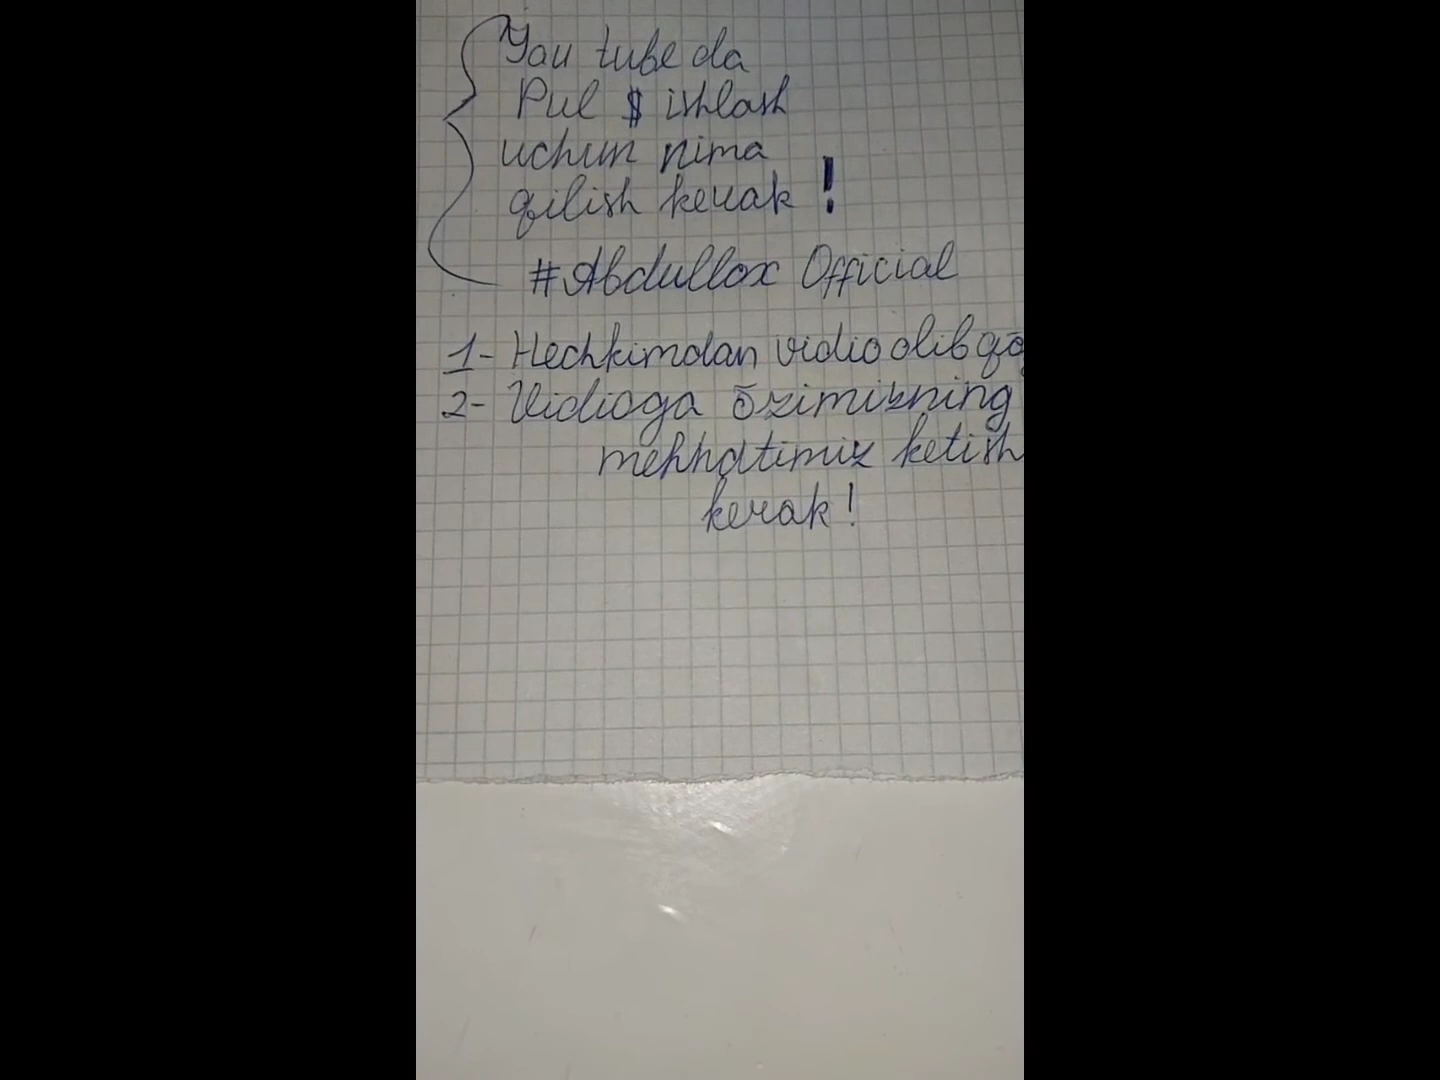 You tube da
Pul $ ishlash
uchun nima
qilish kerak !
#Abdullox Official
1- Hechkimdan vidio olib
2- Vidioga ōzimizning
mehhatimiz ketish
kerak!